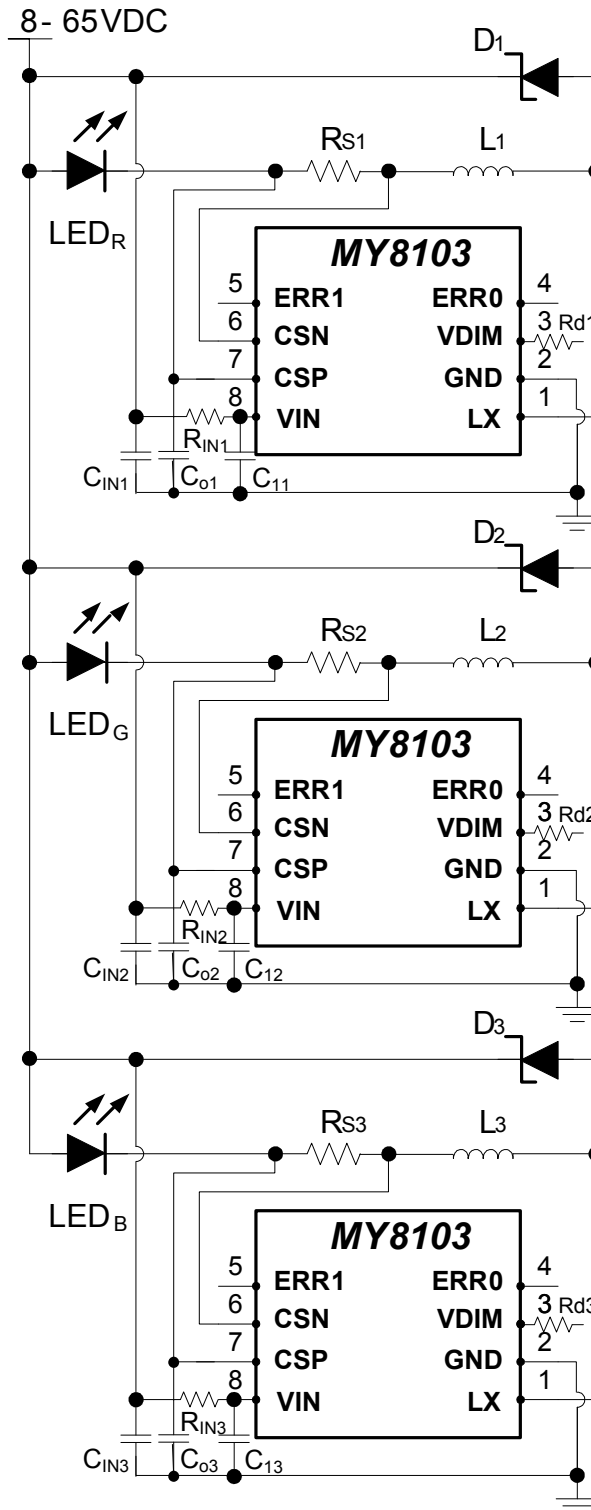 8- 65VDC
D1
RS1
L1
LEDR
MY8103
5 ERR1 ERR0 4
6 CSN VDIM 3 Rd1
7 CSP GND 2
8 VIN LX 1
RIN1
CIN1 Co1 C11
D2
RS2
L2
LEDG
MY8103
5 ERR1 ERR0 4
6 CSN VDIM 3 Rd2
7 CSP GND 2
8 VIN LX 1
RIN2
CIN2 Co2 C12
D3
RS3
L3
LEDB
MY8103
5 ERR1 ERR0 4
6 CSN VDIM 3 Rd3
7 CSP GND 2
8 VIN LX 1
RIN3
CIN3 Co3 C13